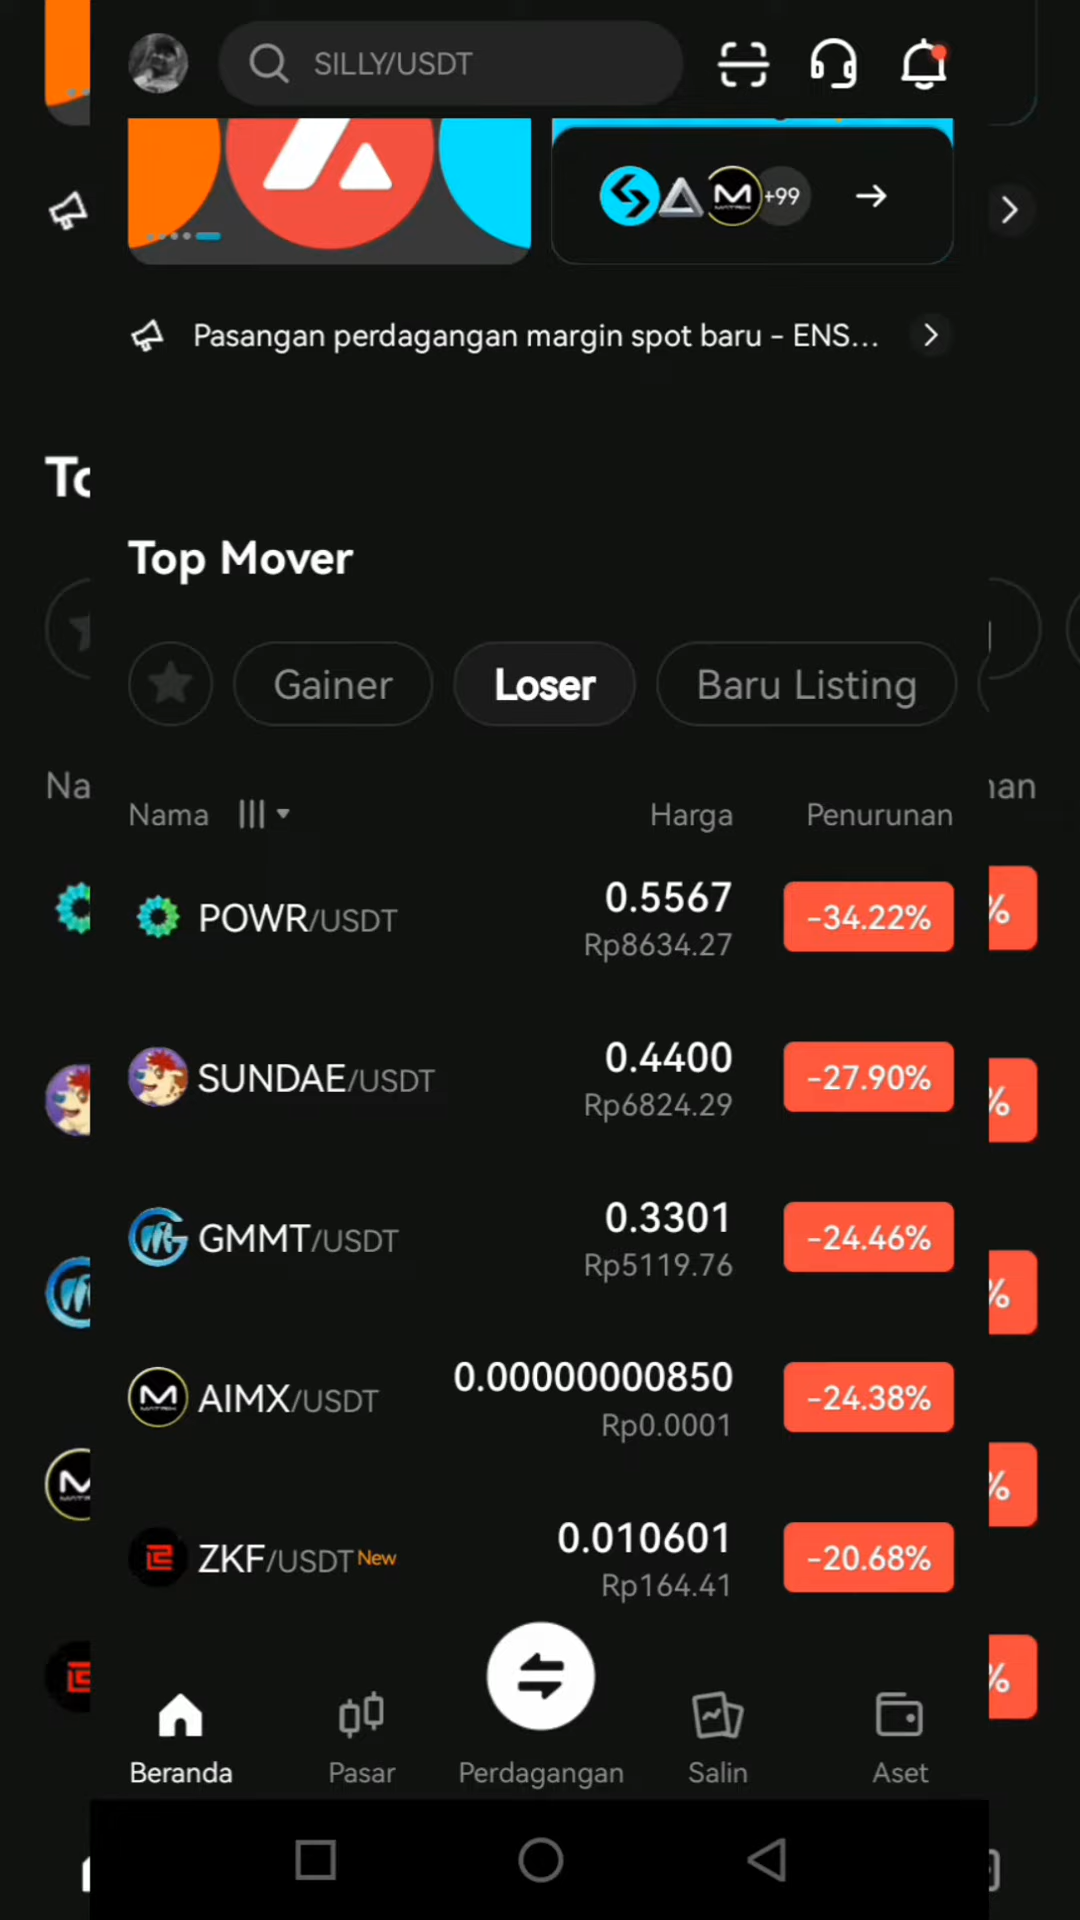 SILLY/USDT
+99
Pasangan perdagangan margin spot baru - ENS...
Top Mover
Gainer
Loser
Baru Listing
Nama
Harga
Penurunan
POWR/USDT
0.5567
Rp8634.27
-34.22%
SUNDAE/USDT
0.4400
Rp6824.29
-27.90%
GMMT/USDT
0.3301
Rp5119.76
-24.46%
AIMX/USDT
0.00000000850
Rp0.0001
-24.38%
ZKF/USDT New
0.010601
Rp164.41
-20.68%
Beranda
Pasar
Perdagangan
Salin
Aset